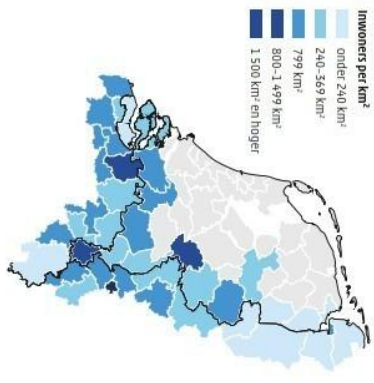 Inwoners per km²
onder 240 km²
240-369 km²
799 km²
800-1 499 km²
1 500 km² en hoger